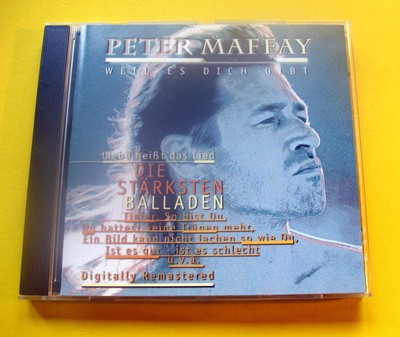 PETER MAFFAY
WEIL ES DICH GIBT
Liebe heißt das Lied
DIE
STÄRKSTEN
BALLADEN
Tiefer, So bist Du,
Du hattest keine Tränen mehr,
Ein Bild kann nicht lachen so wie Du,
Ist es gut - ist es schlecht
u.v.a.
Digitally Remastered